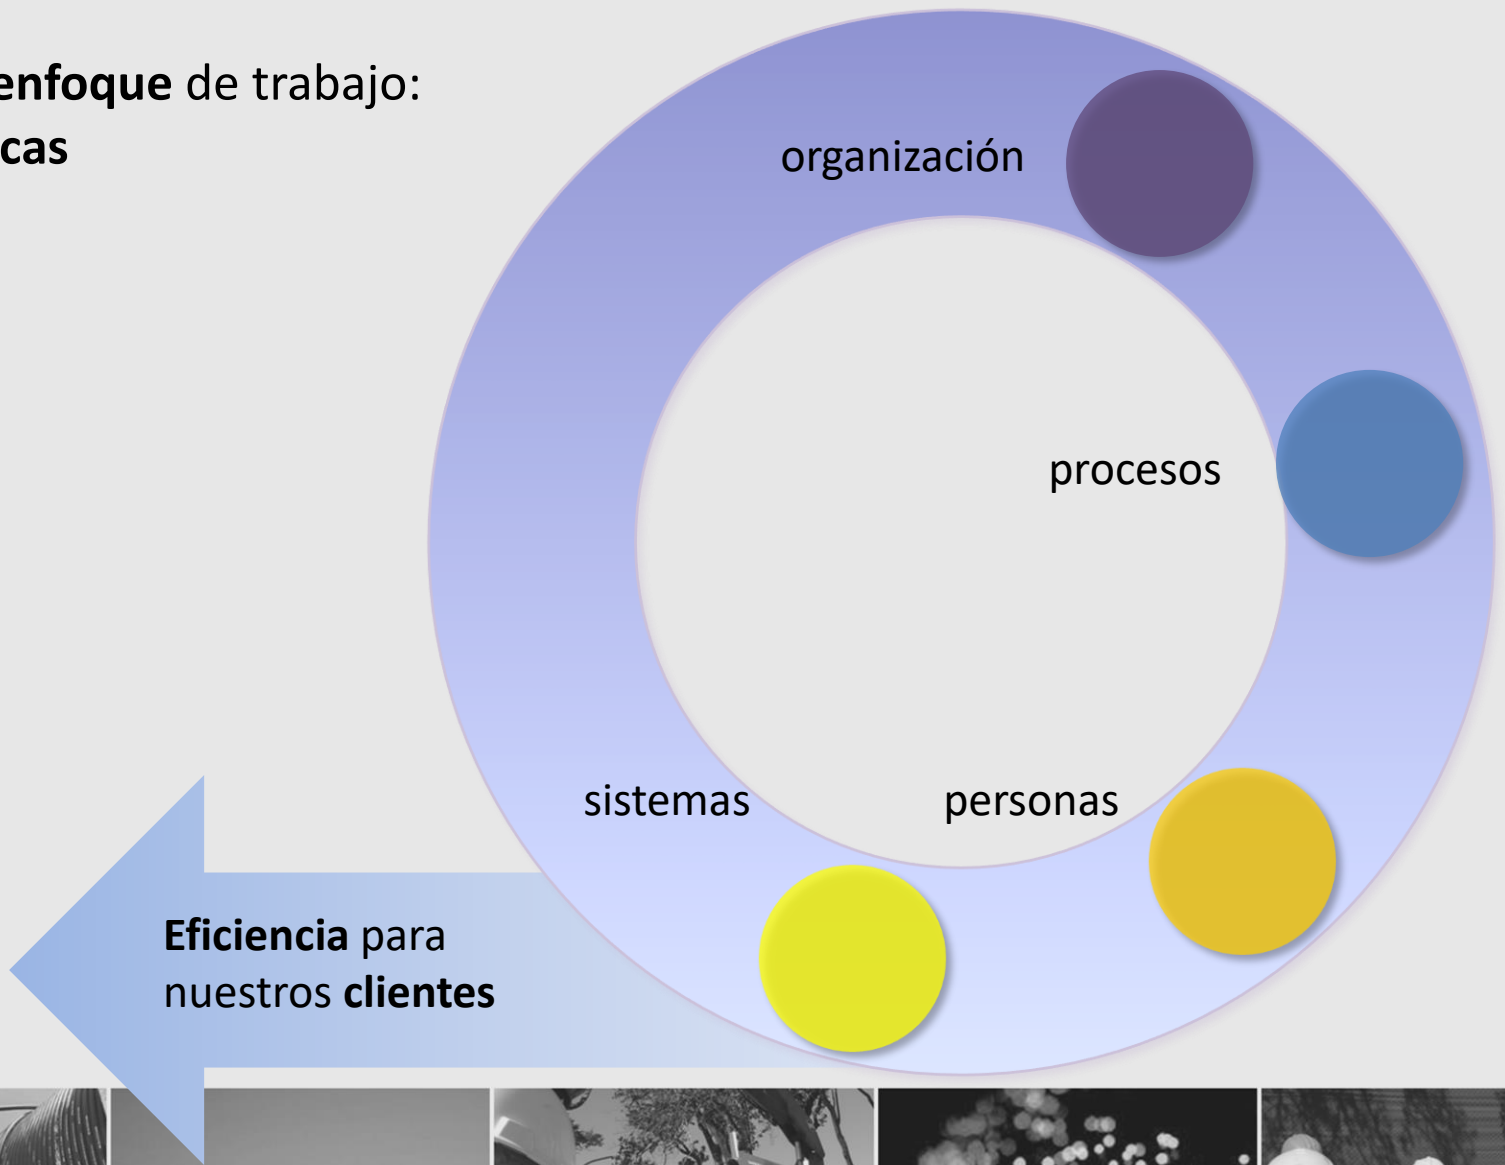 enfoque de trabajo:
cas
organización
procesos
sistemas
personas
Eficiencia para
nuestros clientes